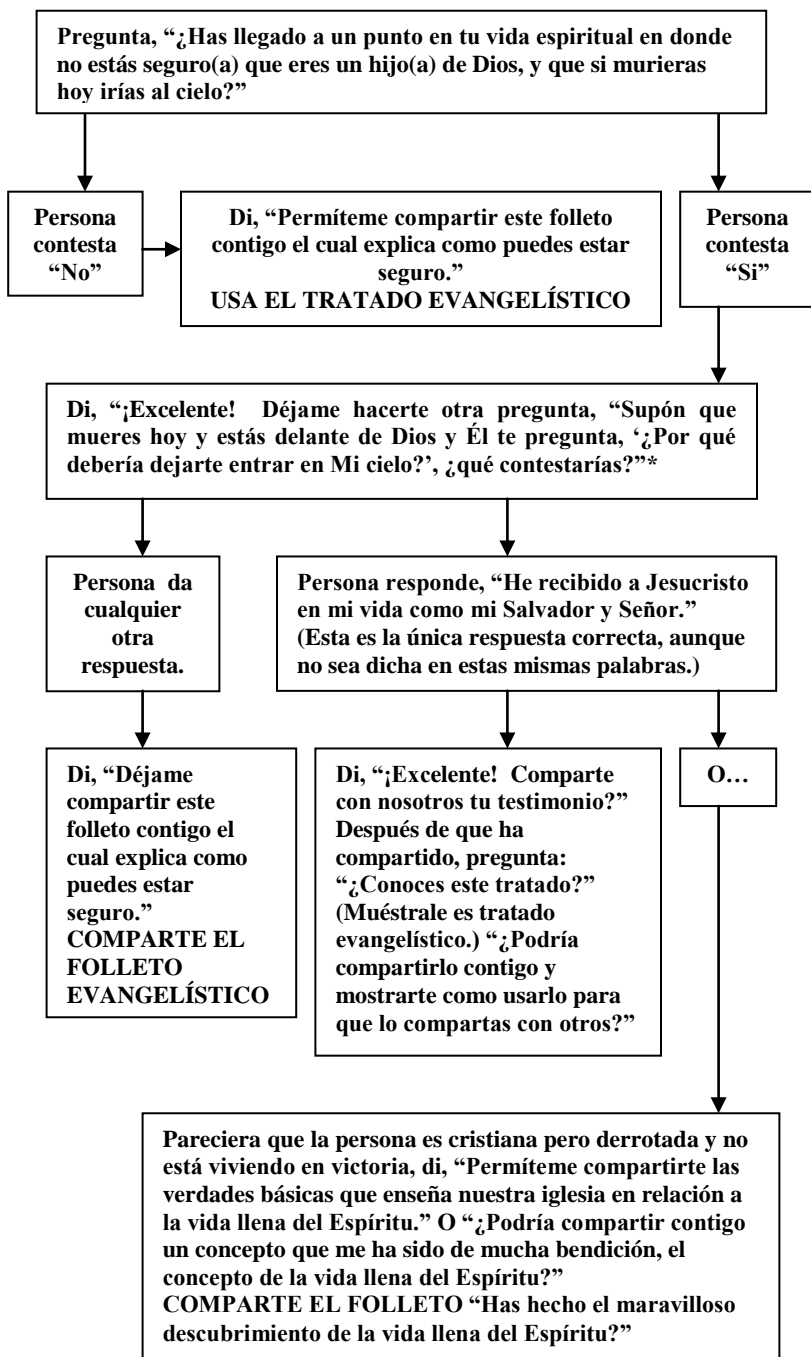 Pregunta, “¿Has llegado a un punto en tu vida espiritual en donde
no estás seguro(a) que eres un hijo(a) de Dios, y que si murieras
hoy irías al cielo?”
Persona
contesta
“No”
Di, “Permíteme compartir este folleto
contigo el cual explica como puedes estar
seguro.”
USA EL TRATADO EVANGELÍSTICO
Persona
contesta
“Si”
Di, “¡Excelente! Déjame hacerte otra pregunta, “Supón que
mueres hoy y estás delante de Dios y Él te pregunta, ‘¿Por qué
debería dejarte entrar en Mi cielo?’, ¿qué contestarías?”*
Persona da
cualquier
otra
respuesta.
Persona responde, “He recibido a Jesucristo
en mi vida como mi Salvador y Señor.”
(Esta es la única respuesta correcta, aunque
no sea dicha en estas mismas palabras.)
Di, “Déjame
compartir este
folleto contigo el
cual explica como
puedes estar
seguro.”
COMPARTE EL
FOLLETO
EVANGELÍSTICO
Di, “¡Excelente! Comparte
con nosotros tu testimonio?”
Después de que ha
compartido, pregunta:
“¿Conoces este tratado?”
(Muéstrale es tratado
evangelístico.) “¿Podría
compartirlo contigo y
mostrarte como usarlo para
que lo compartas con otros?”
O…
Pareciera que la persona es cristiana pero derrotada y no
está viviendo en victoria, di, “Permíteme compartirte las
verdades básicas que enseña nuestra iglesia en relación a
la vida llena del Espíritu.” O “¿Podría compartir contigo
un concepto que me ha sido de mucha bendición, el
concepto de la vida llena del Espíritu?”
COMPARTE EL FOLLETO “Has hecho el maravilloso
descubrimiento de la vida llena del Espíritu?”